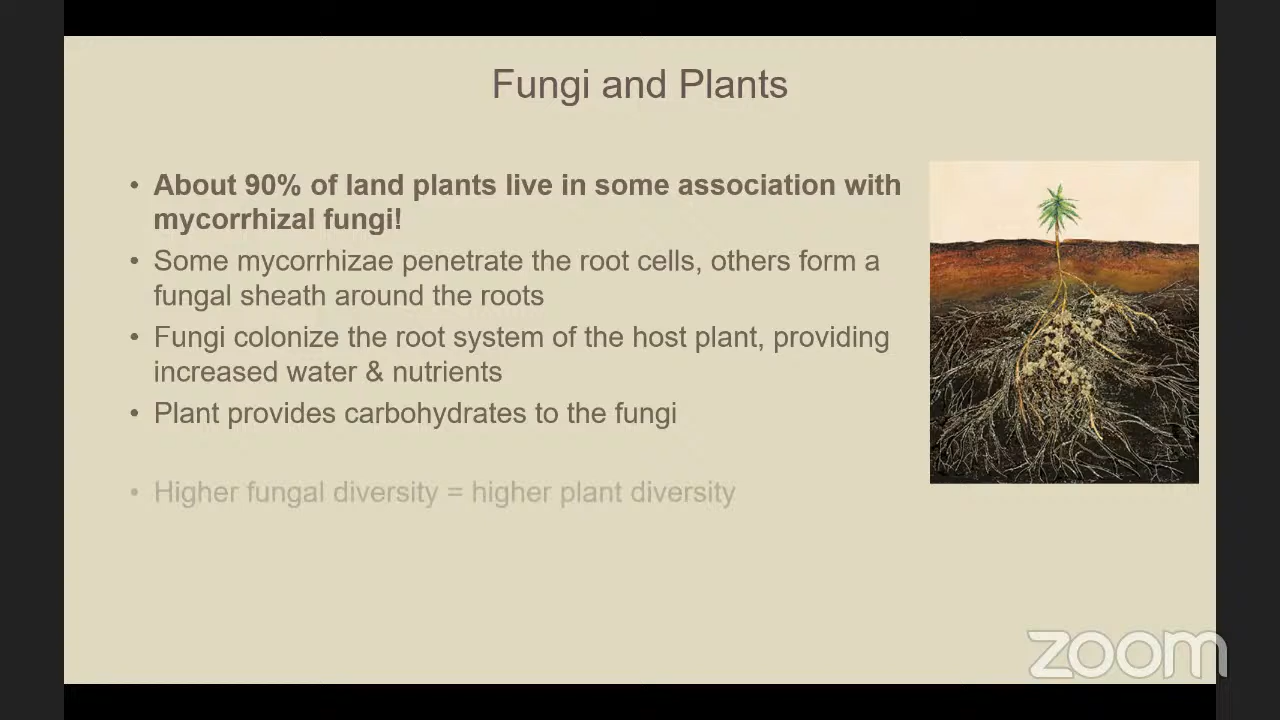 Fungi and Plants
• About 90% of land plants live in some association with
mycorrhizal fungi!
• Some mycorrhizae penetrate the root cells, others form a
fungal sheath around the roots
• Fungi colonize the root system of the host plant, providing
increased water & nutrients
• Plant provides carbohydrates to the fungi
• Higher fungal diversity = higher plant diversity
zoom